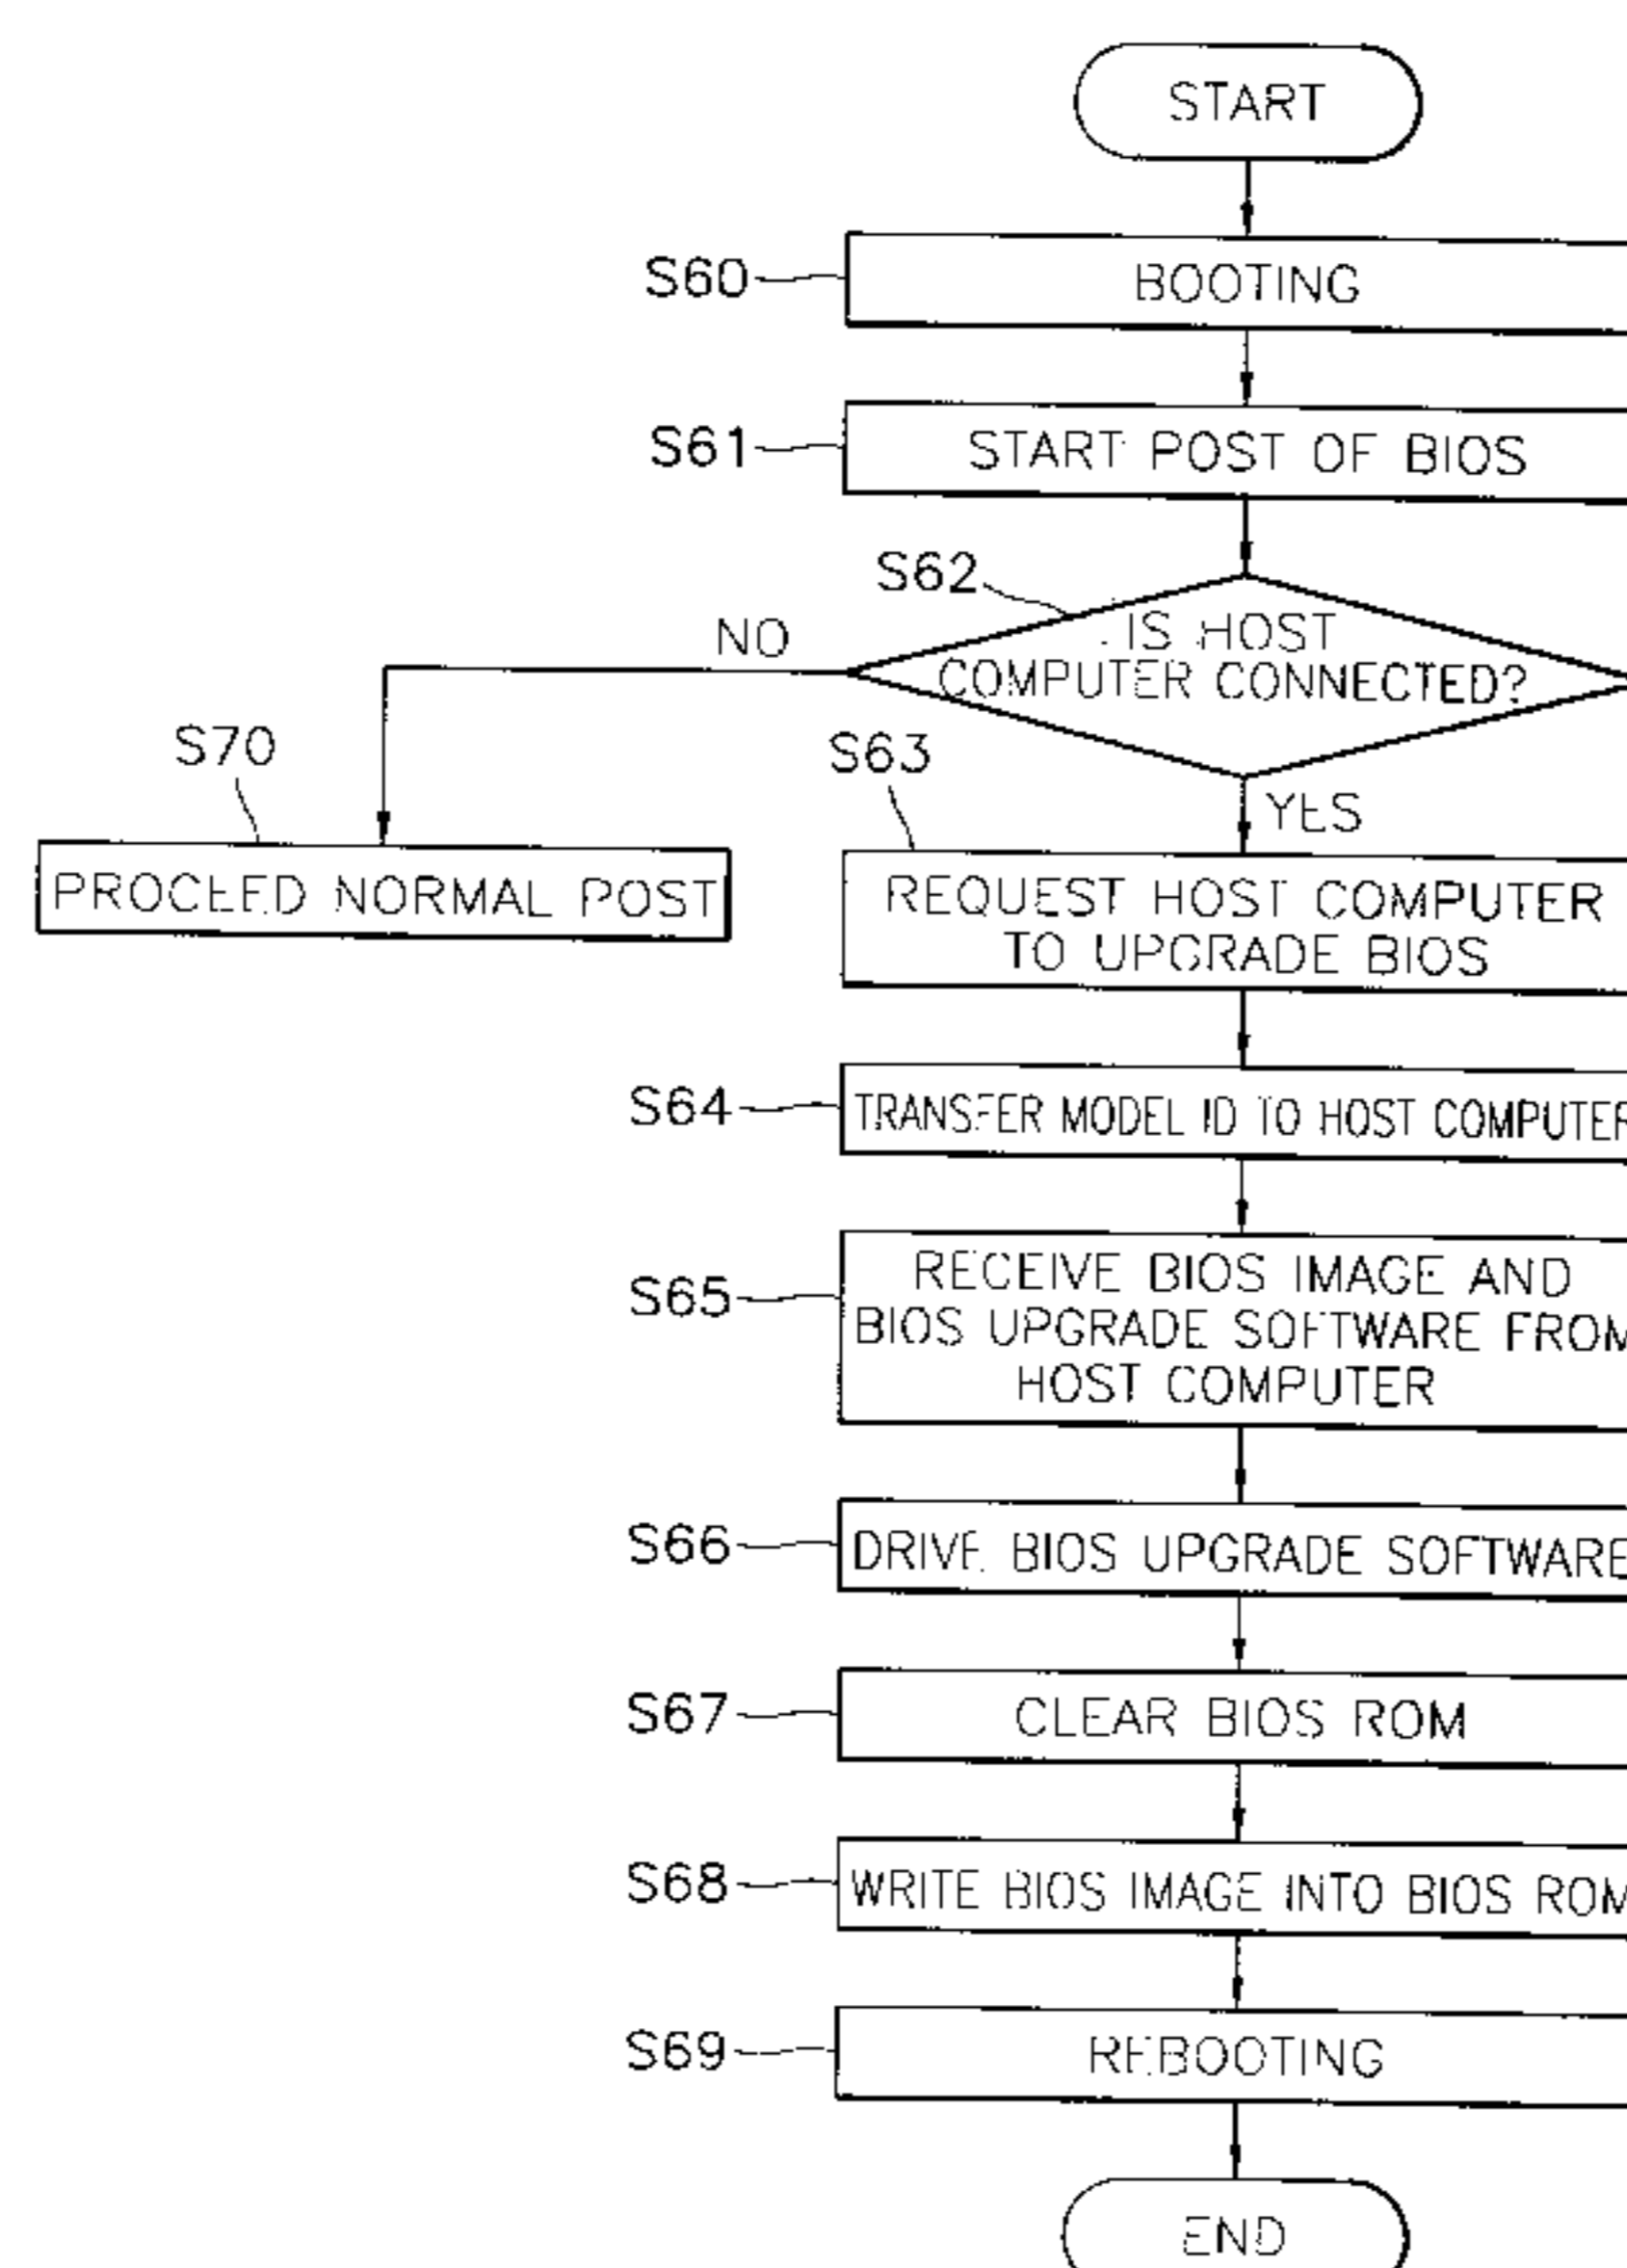 START
S60
BOOTING
S61
START POST OF BIOS
S62
IS HOST
COMPUTER CONNECTED?
NO
YES
S70
PROCEED NORMAL POST
S63
REQUEST HOST COMPUTER
TO UPGRADE BIOS
S64
TRANSFER MODEL ID TO HOST COMPUTER
S65
RECEIVE BIOS IMAGE AND
BIOS UPGRADE SOFTWARE FROM
HOST COMPUTER
S66
DRIVE BIOS UPGRADE SOFTWARE
S67
CLEAR BIOS ROM
S68
WRITE BIOS IMAGE INTO BIOS ROM
S69
REBOOTING
END